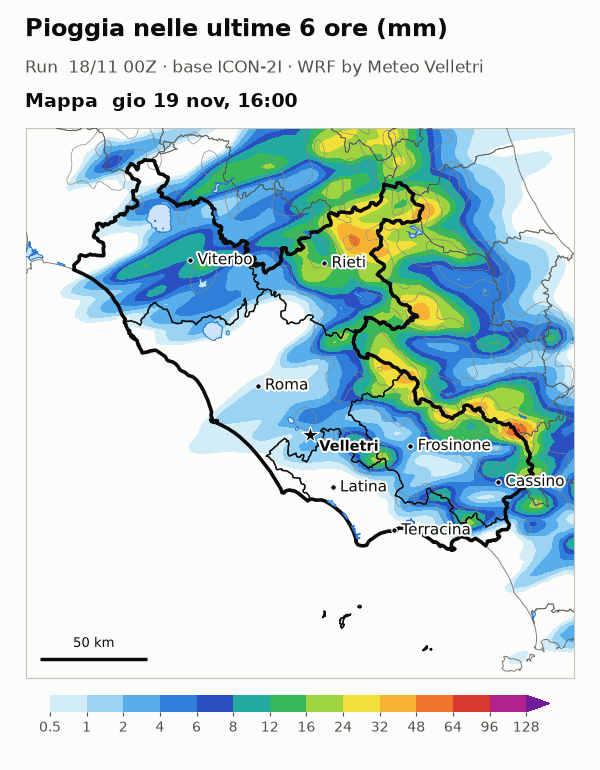 Pioggia nelle ultime 6 ore (mm)
Run 18/11 00Z · base ICON-2I · WRF by Meteo Velletri
Mappa gio 19 nov, 16:00
Viterbo
Rieti
Roma
Velletri
Frosinone
Cassino
Latina
Terracina
50 km
0.5 1 2 4 6 8 12 16 24 32 48 64 96 128